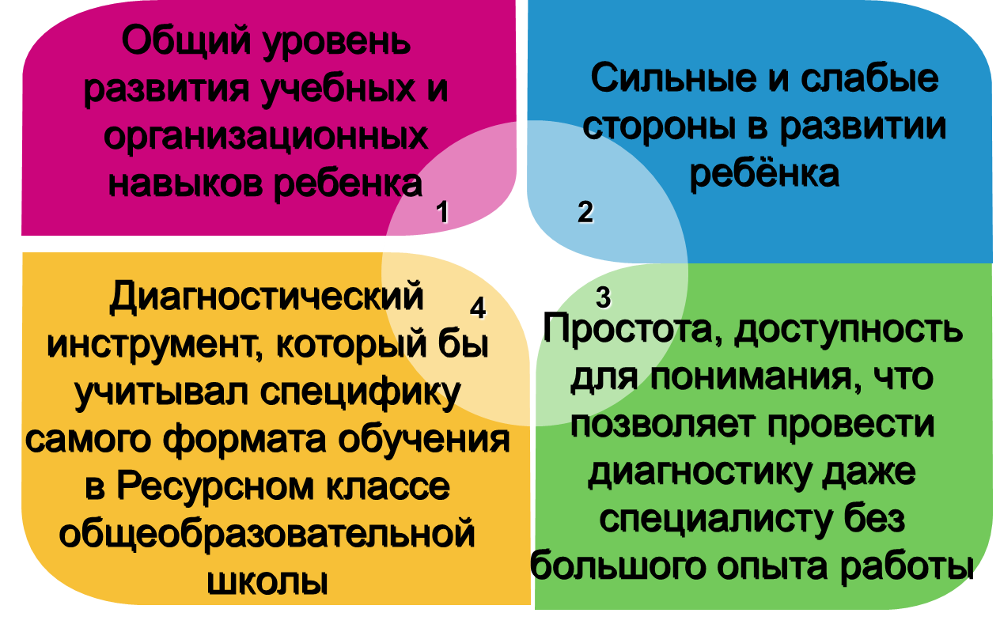 Общий уровень
развития учебных и
организационных
навыков ребенка
1
Сильные и слабые
стороны в развитии
ребёнка
2
3
Простота, доступность
для понимания, что
позволяет провести
диагностику даже
специалисту без
большого опыта работы
4
Диагностический
инструмент, который бы
учитывал специфику
самого формата обучения
в Ресурсном классе
общеобразовательной
школы